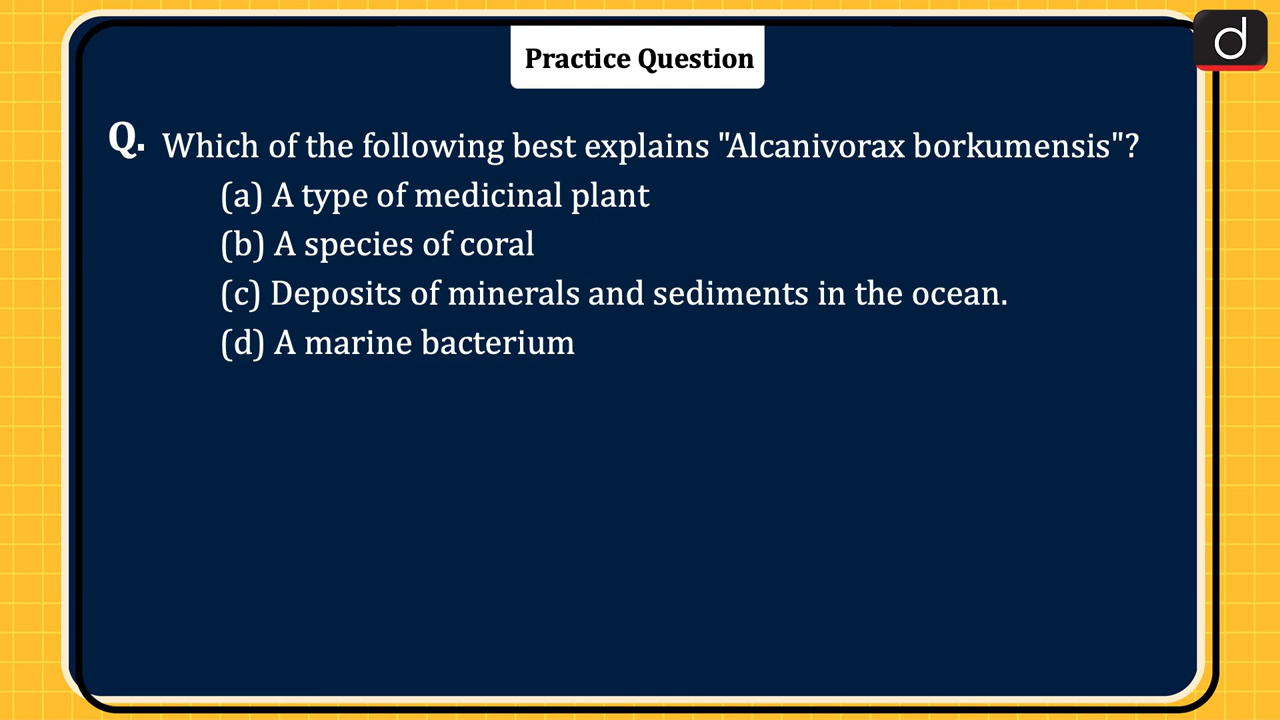 Practice Question
d
Q. Which of the following best explains "Alcanivorax borkumensis"?
(a) A type of medicinal plant
(b) A species of coral
(c) Deposits of minerals and sediments in the ocean.
(d) A marine bacterium